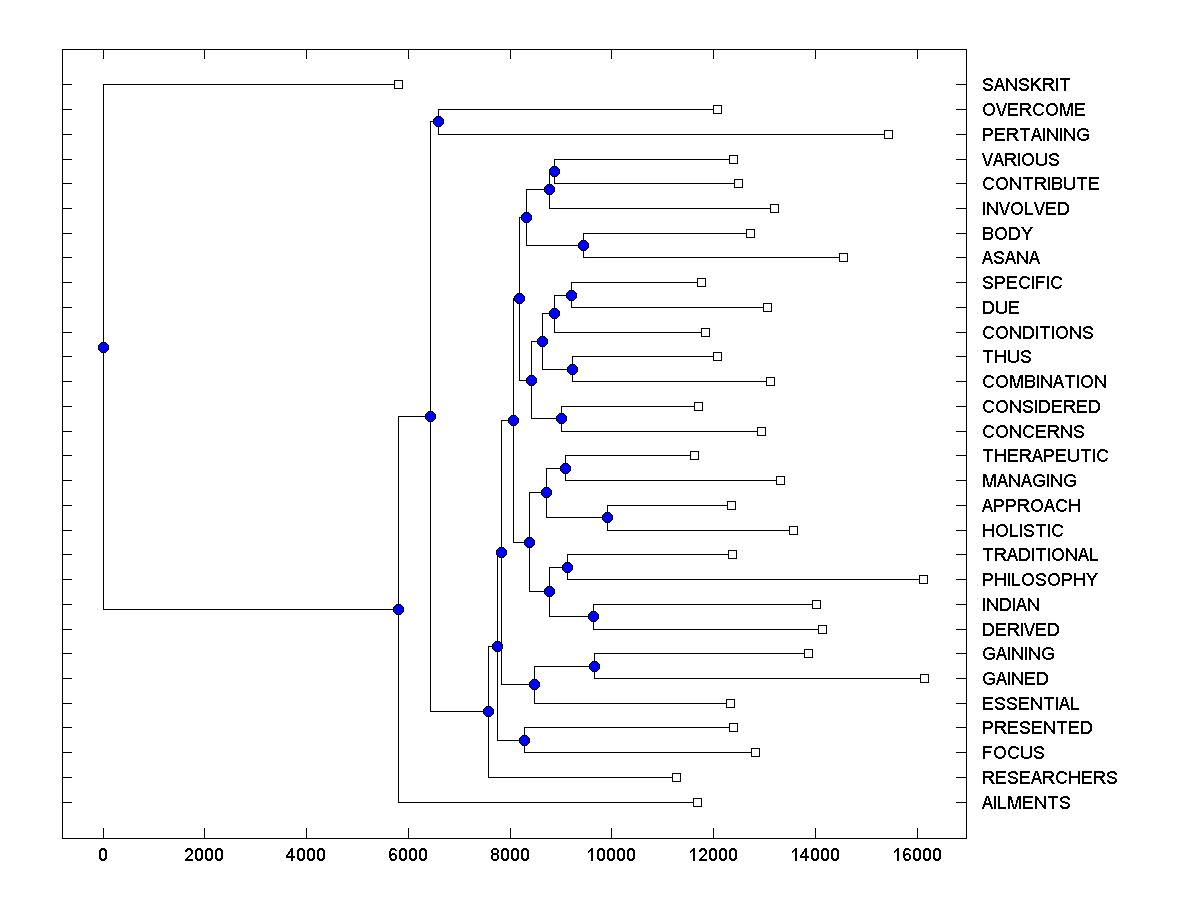 SANSKRIT
OVERCOME
PERTAINING
VARIOUS
CONTRIBUTE
INVOLVED
BODY
ASANA
SPECIFIC
DUE
CONDITIONS
THUS
COMBINATION
CONSIDERED
CONCERNS
THERAPEUTIC
MANAGING
APPROACH
HOLISTIC
TRADITIONAL
PHILOSOPHY
INDIAN
DERIVED
GAINING
GAINED
ESSENTIAL
PRESENTED
FOCUS
RESEARCHERS
AILMENTS
0 2000 4000 6000 8000 10000 12000 14000 16000